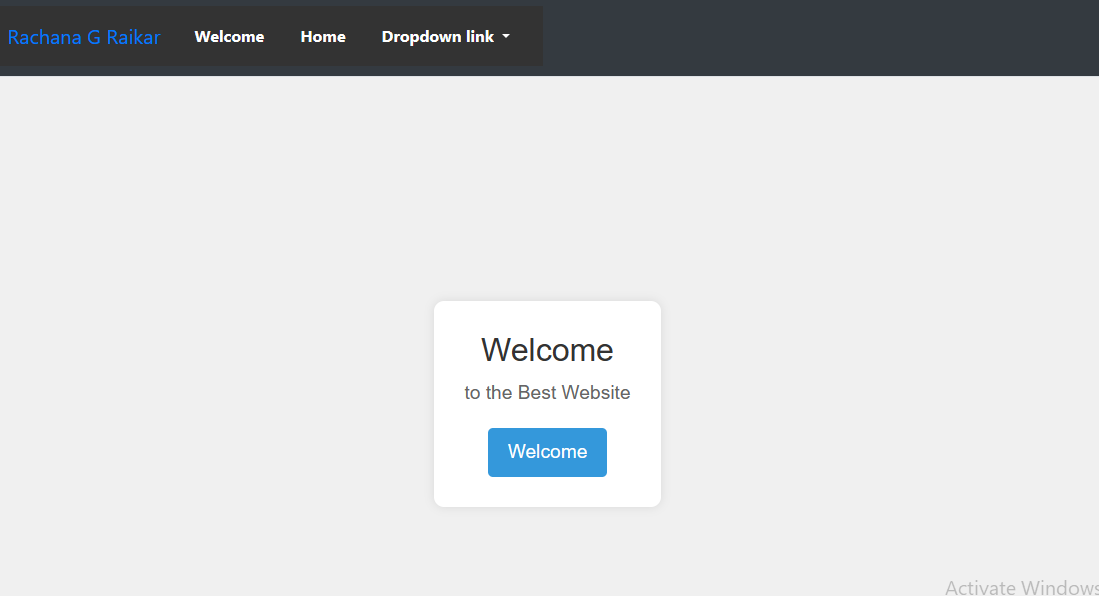 Rachana G Raikar Welcome Home Dropdown link
Welcome
to the Best Website
Welcome
Activate Windows